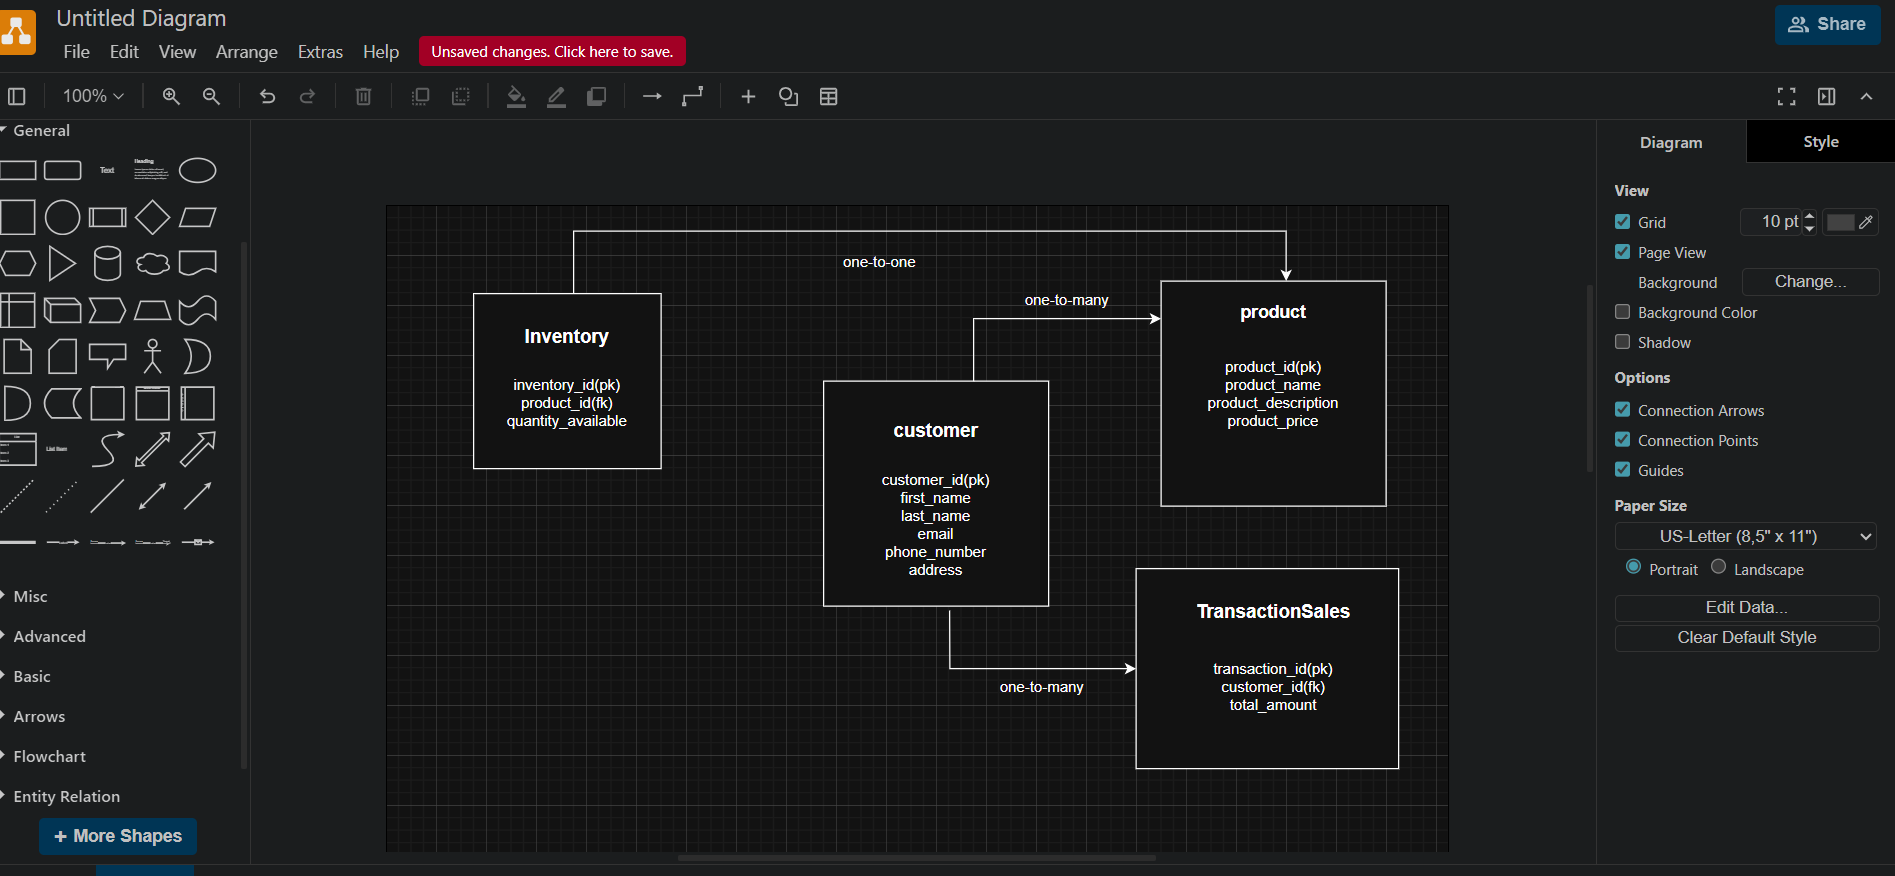 Untitled Diagram
File Edit View Arrange Extras Help Unsaved changes. Click here to save.
Share
100%
General
Text
Heading
List Item
Misc
Advanced
Basic
Arrows
Flowchart
Entity Relation
+ More Shapes
one-to-one
one-to-many
Inventory
inventory_id(pk)
product_id(fk)
quantity_available
product
product_id(pk)
product_name
product_description
product_price
customer
customer_id(pk)
first_name
last_name
email
phone_number
address
one-to-many
TransactionSales
transaction_id(pk)
customer_id(fk)
total_amount
Diagram Style
View
Grid 10 pt
Page View
Background Change...
Background Color
Shadow
Options
Connection Arrows
Connection Points
Guides
Paper Size
US-Letter (8,5" x 11")
Portrait Landscape
Edit Data...
Clear Default Style